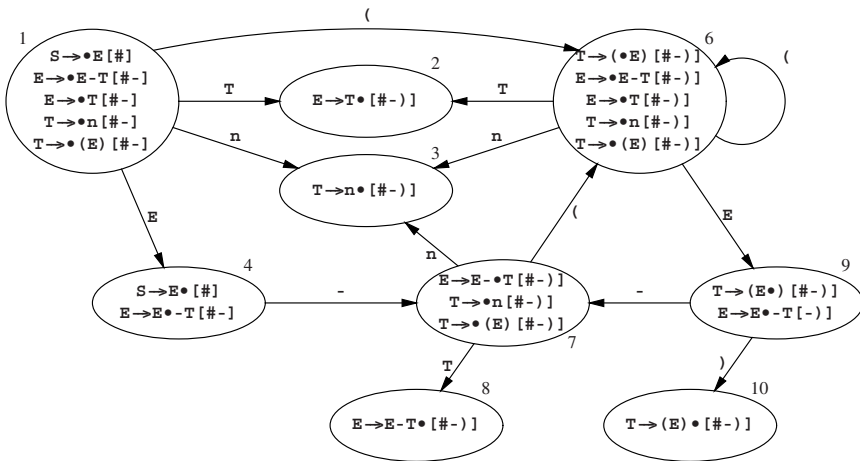 (
1
S→•E[#]
E→•E-T[#-]
E→•T[#-]
T→•n[#-]
T→•(E)[#-]
6
T→(•E)[#-)]
E→•E-T[#-)]
E→•T[#-)]
T→•n[#-)]
T→•(E)[#-)]
(
T
2
E→T•[#-)]
T
n
3
T→n•[#-)]
n
E
n
(
E
4
S→E•[#]
E→E•-T[#-]
-
E→E-•T[#-)]
T→•n[#-)]
T→•(E)[#-)]
7
-
9
T→(E•)[#-)]
E→E•-T[-)]
T
)
8
E→E-T•[#-)]
10
T→(E)•[#-)]